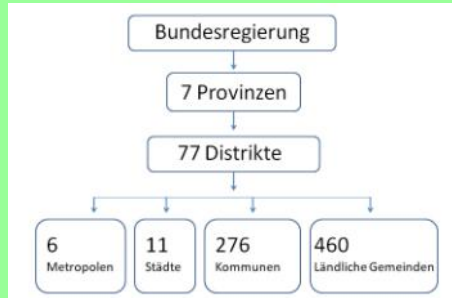 Bundesregierung
7 Provinzen
77 Distrikte
6
Metropolen
11
Städte
276
Kommunen
460
Ländliche Gemeinden